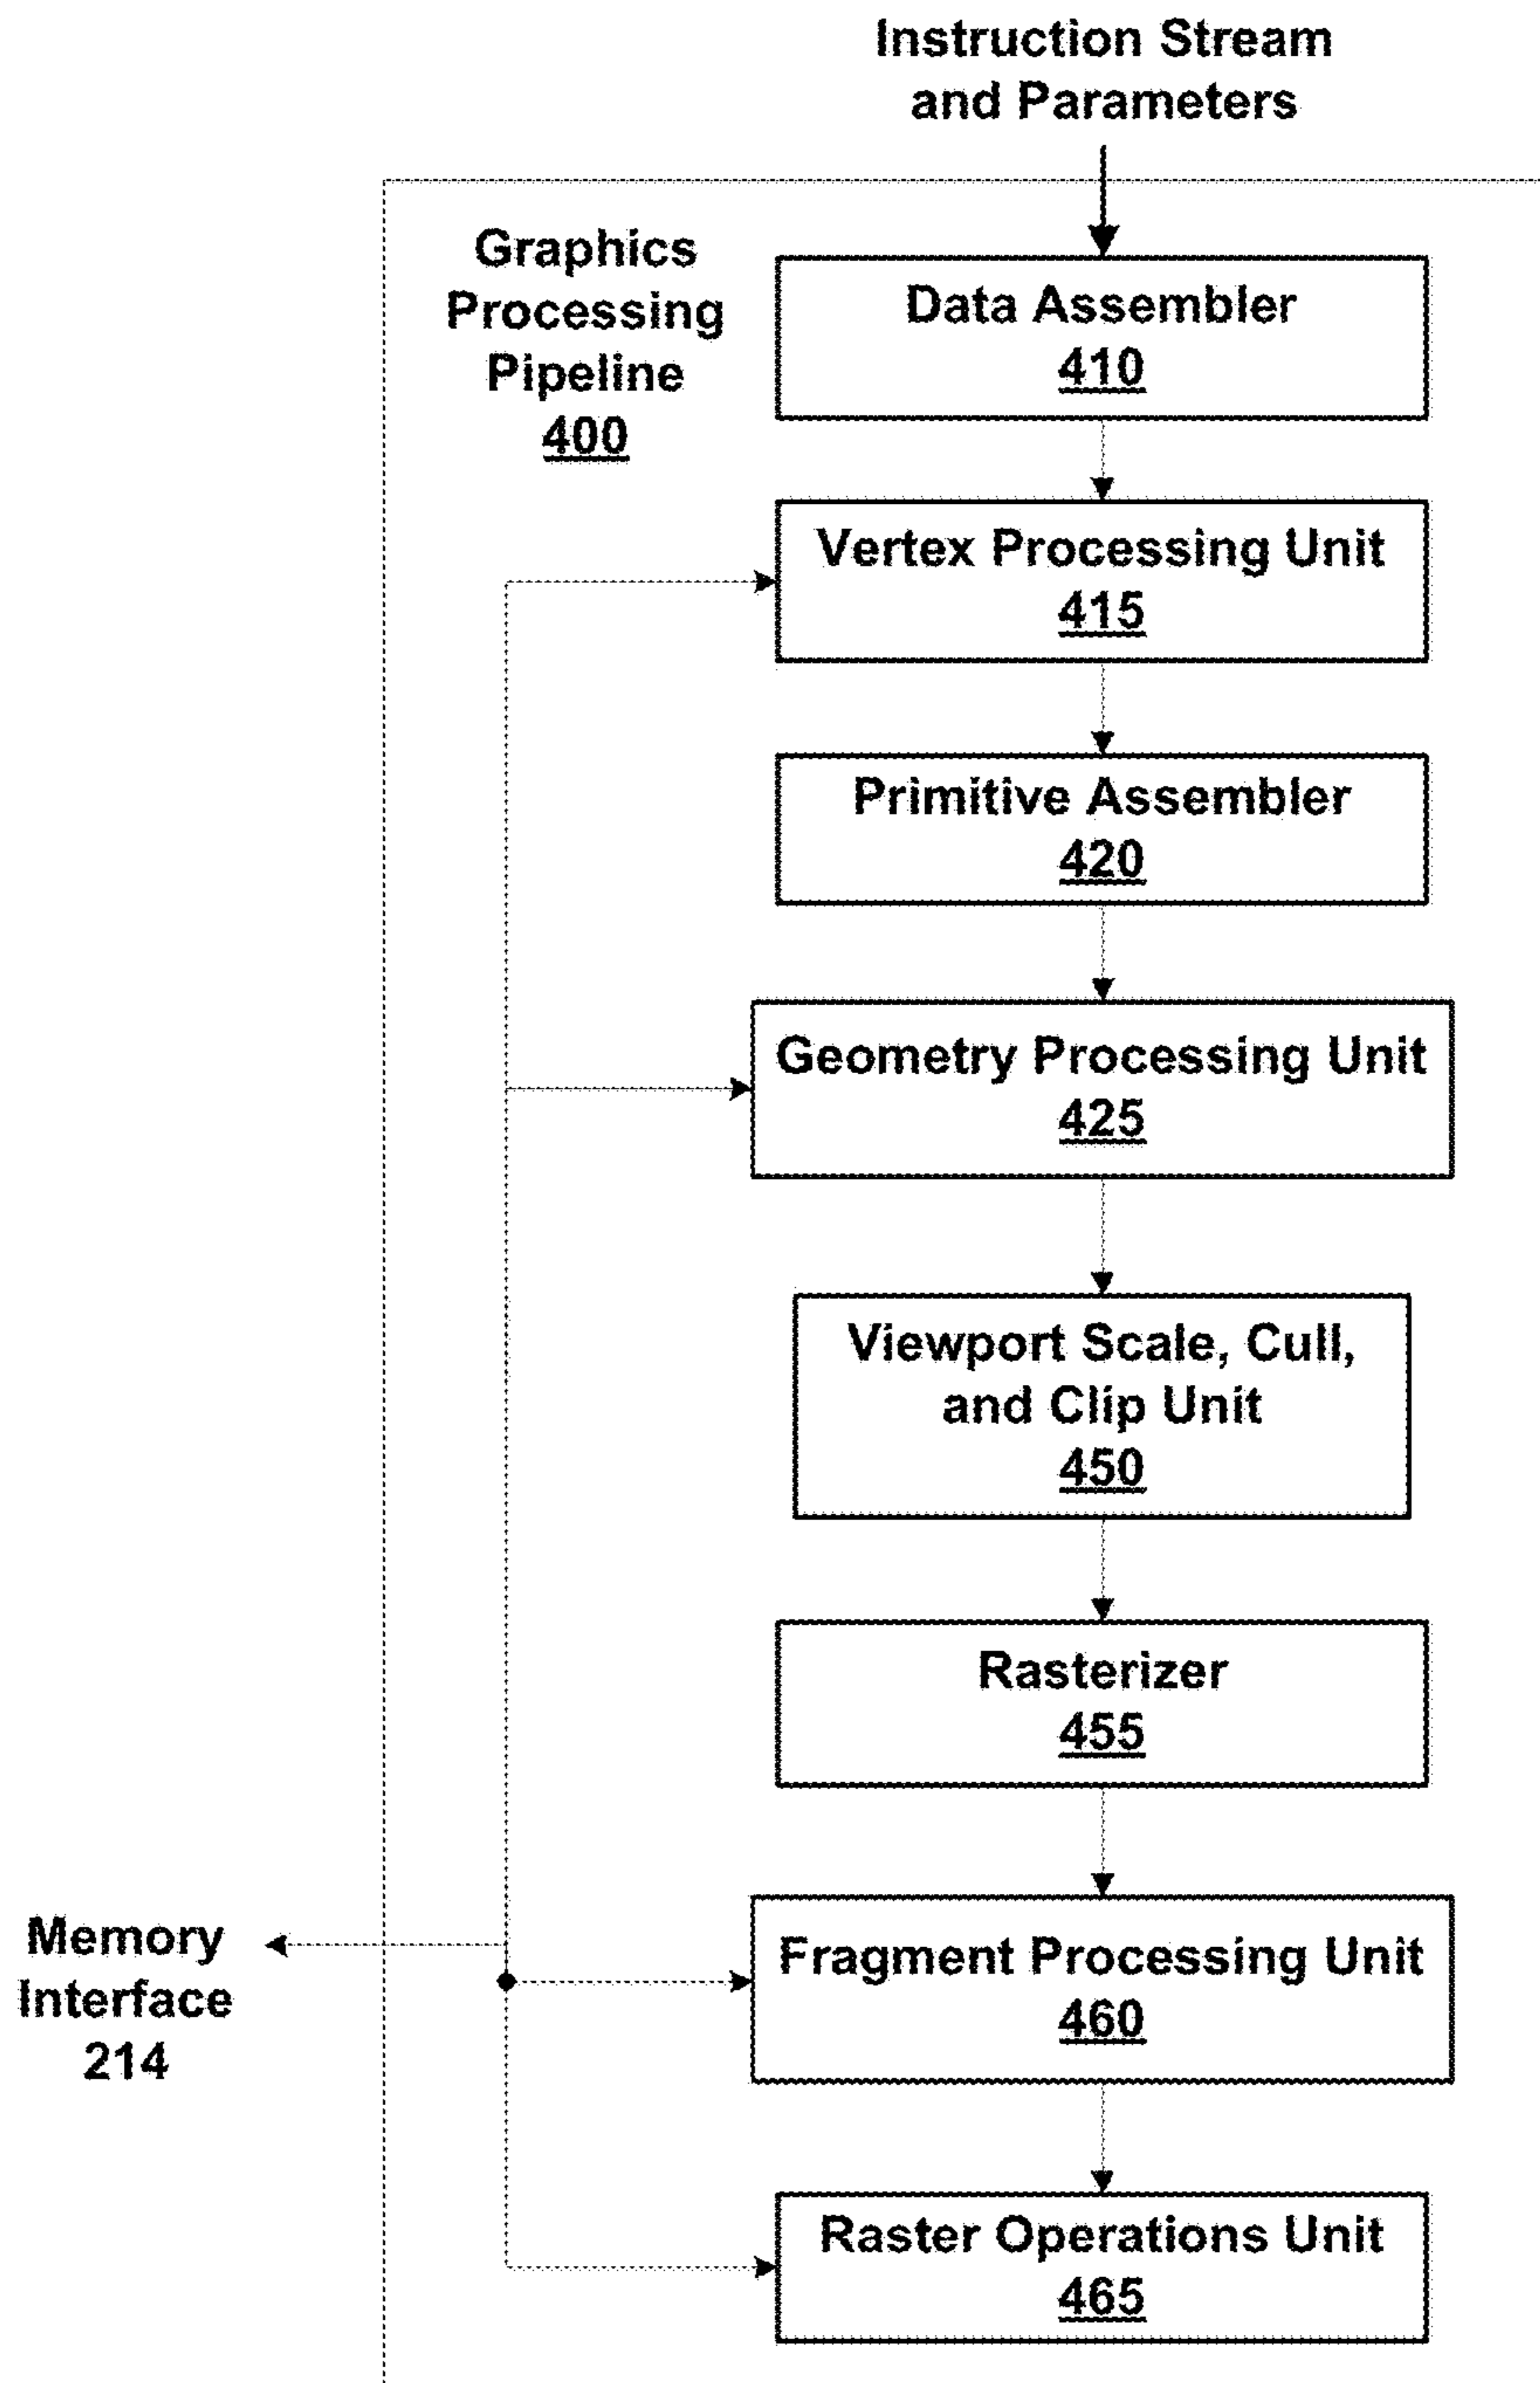 Instruction Stream
and Parameters
Graphics
Processing
Pipeline
400
Data Assembler
410
Vertex Processing Unit
415
Primitive Assembler
420
Geometry Processing Unit
425
Viewport Scale, Cull,
and Clip Unit
450
Rasterizer
455
Memory
Interface
214
Fragment Processing Unit
460
Raster Operations Unit
465